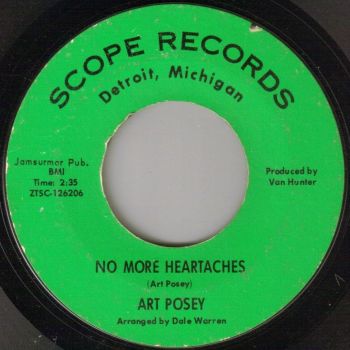 SCOPE RECORDS
Detroit, Michigan
Jamsurmar Pub.
BMI
Time: 2:35
ZTSC-126206
Produced by
Van Hunter
NO MORE HEARTACHES
(Art Posey)
ART POSEY
Arranged by Dale Warren